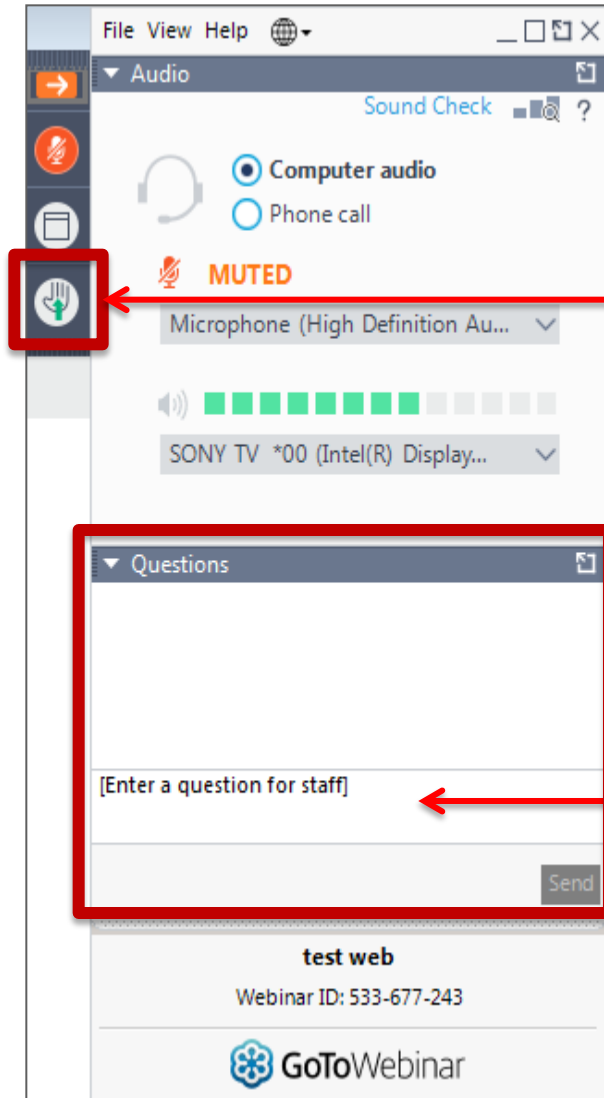 File View Help
Audio
Sound Check ?
Computer audio
Phone call
MUTED
Microphone (High Definition Au...
SONY TV *00 (Intel(R) Display...
Questions
[Enter a question for staff]
Send
test web
Webinar ID: 533-677-243
GoToWebinar